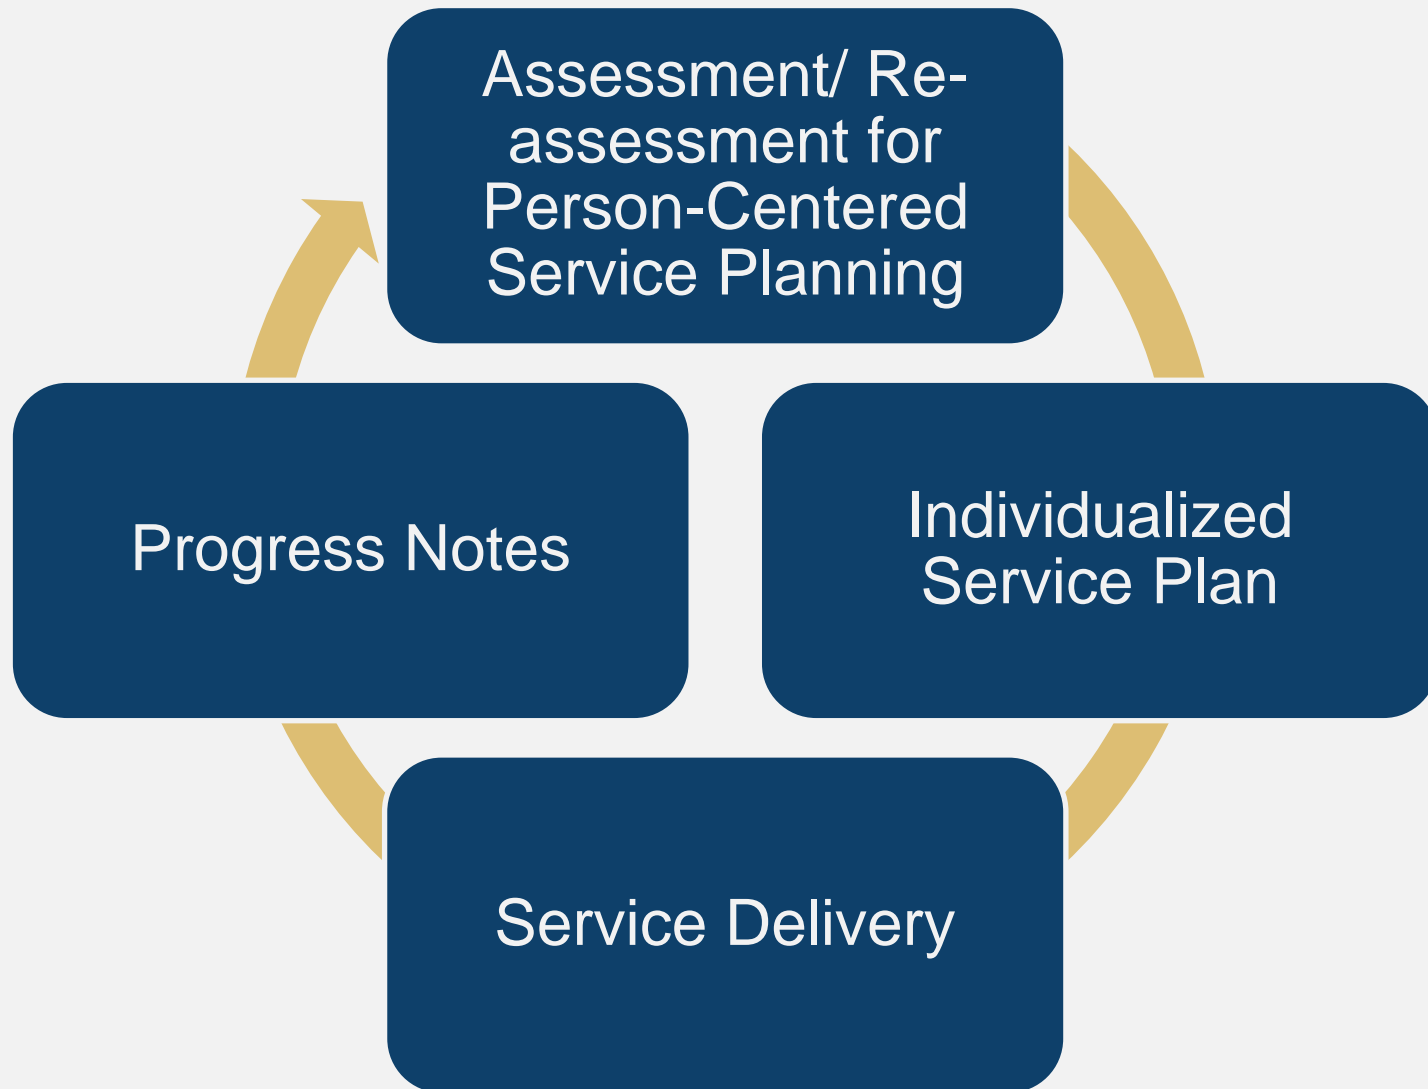 Assessment/ Re-
assessment for
Person-Centered
Service Planning
Individualized
Service Plan
Service Delivery
Progress Notes